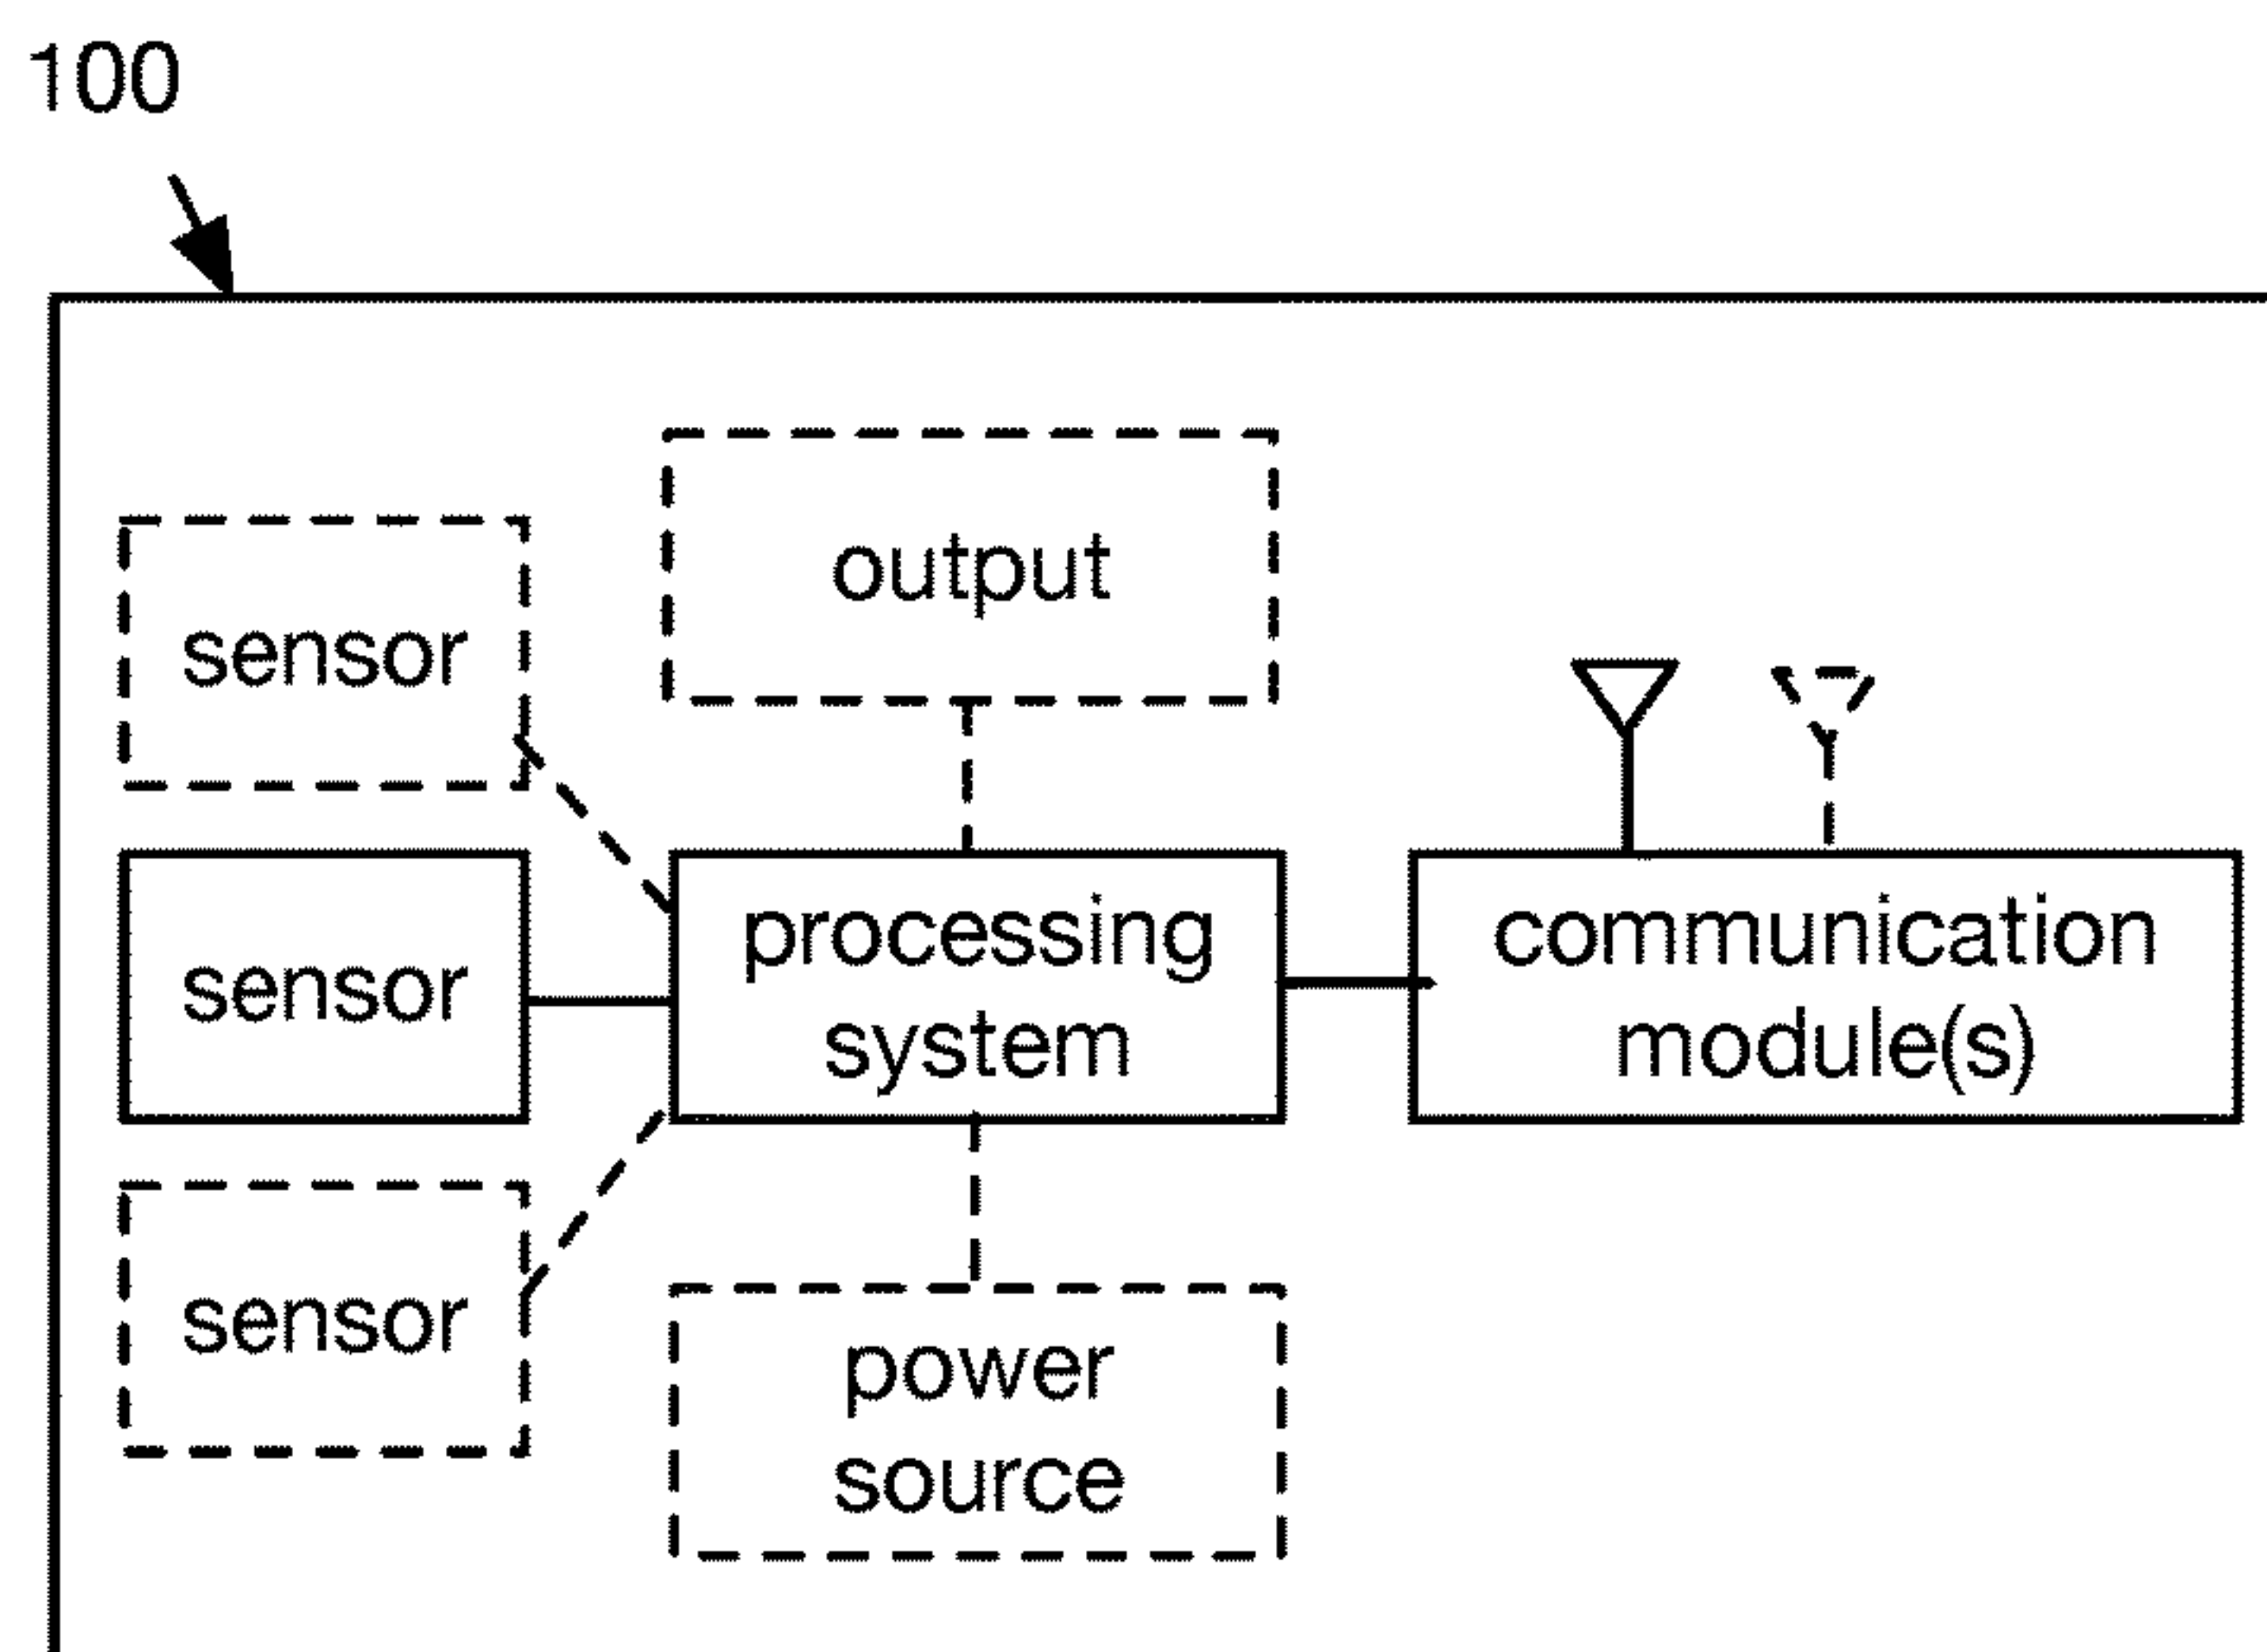 100
output
sensor
processing
system
communication
module(s)
sensor
sensor
power
source